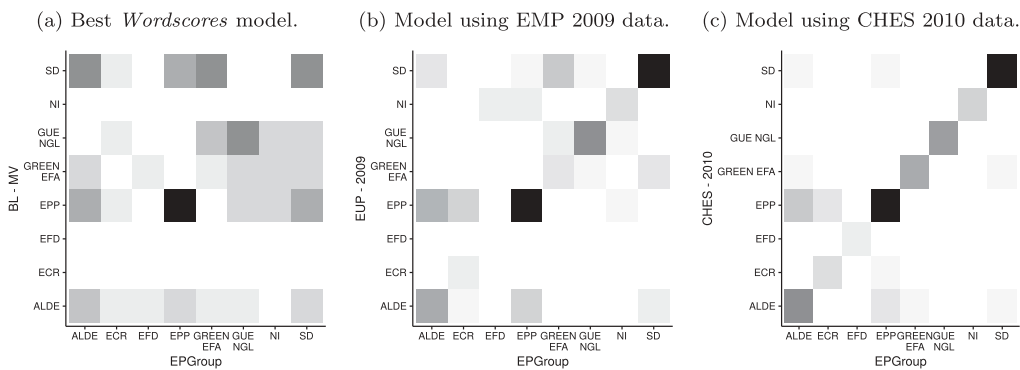 (a) Best Wordscores model.
(b) Model using EMP 2009 data.
(c) Model using CHES 2010 data.
BL - MV
SD
NI
GUE
NGL
GREEN
EFA
EPP
EFD
ECR
ALDE
ALDE ECR EFD EPP GREEN GUE NI SD
EFA NGL
EPGroup
EUP - 2009
SD
NI
GUE
NGL
GREEN
EFA
EPP
EFD
ECR
ALDE
ALDE ECR EFD EPP GREEN GUE NI SD
EFA NGL
EPGroup
CHES - 2010
SD
NI
GUE NGL
GREEN EFA
EPP
EFD
ECR
ALDE
ALDE ECR EFD EPP GREEN GUE NI SD
EFA NGL
EPGroup